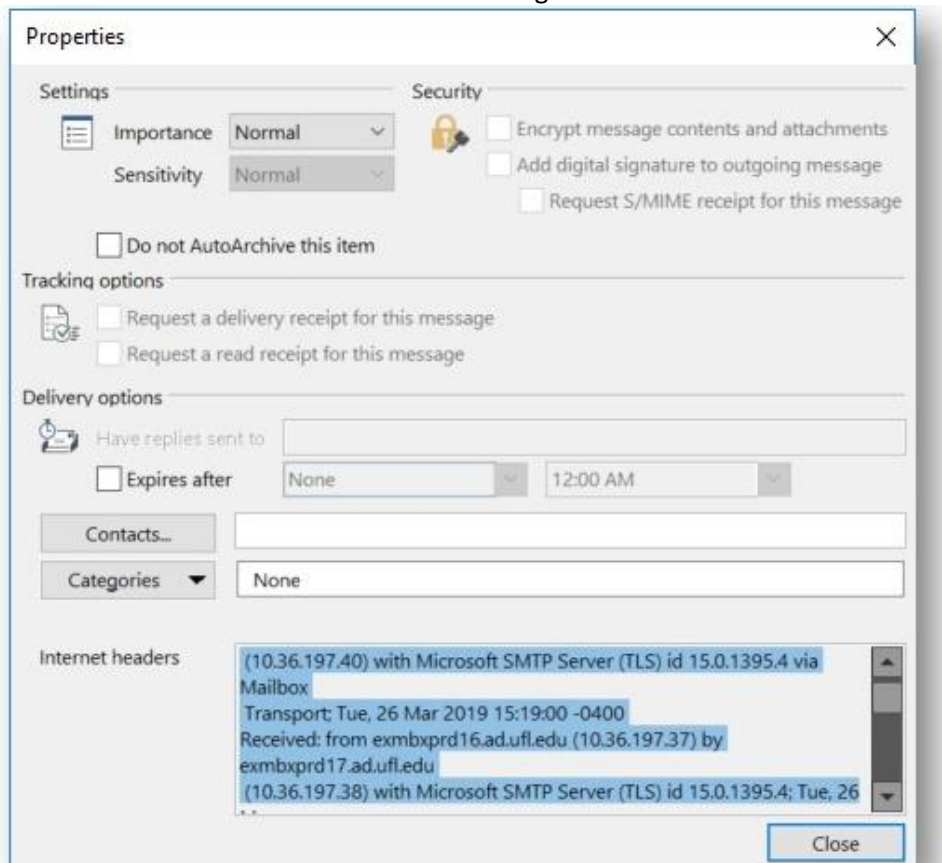 Properties
Settings
Importance Normal
Sensitivity Normal
Do not AutoArchive this item
Security
Encrypt message contents and attachments
Add digital signature to outgoing message
Request S/MIME receipt for this message
Tracking options
Request a delivery receipt for this message
Request a read receipt for this message
Delivery options
Have replies sent to
Expires after None 12:00 AM
Contacts...
Categories None
Internet headers
(10.36.197.40) with Microsoft SMTP Server (TLS) id 15.0.1395.4 via
Mailbox
Transport; Tue, 26 Mar 2019 15:19:00 -0400
Received: from exmbxprd16.ad.ufl.edu (10.36.197.37) by
exmbxprd17.ad.ufl.edu
(10.36.197.38) with Microsoft SMTP Server (TLS) id 15.0.1395.4; Tue, 26
Close